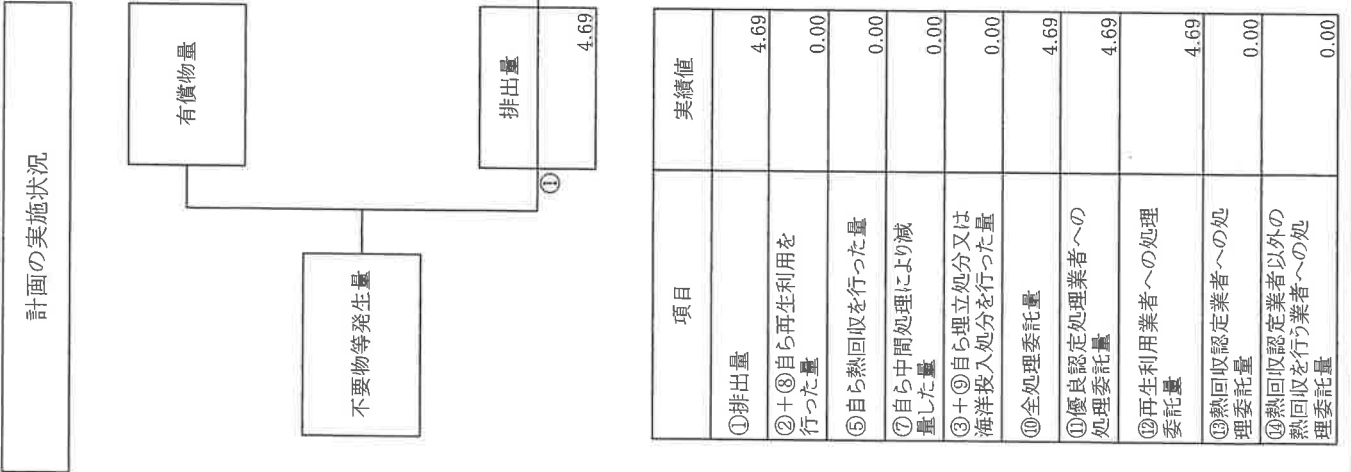 計画の実施状況
有償物量
不要物等発生量
排出量
4.69
①
項目
実績値
①排出量
4.69
②+⑧自ら再生利用を
行った量
0.00
⑤自ら熱回収を行った量
0.00
⑦自ら中間処理により減
量した量
0.00
③+⑨自ら埋立処分又は
海洋投入処分を行った量
0.00
⑩全処理委託量
4.69
⑪優良認定処理業者への
処理委託量
4.69
⑫再生利用業者への処理
委託量
4.69
⑬熱回収認定業者への処
理委託量
0.00
⑭熱回収認定業者以外の
熱回収を行う業者への処
理委託量
0.00